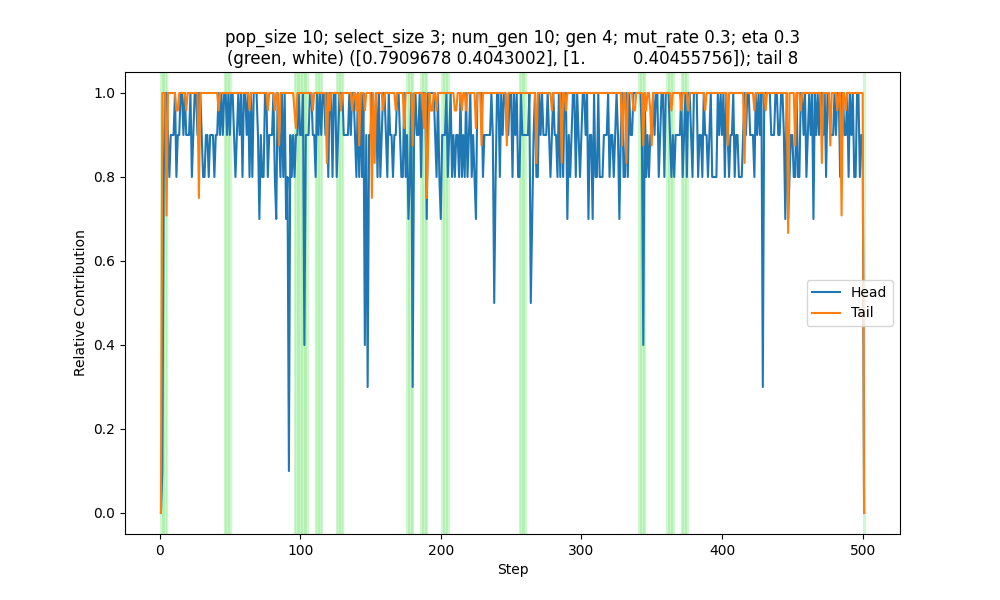 pop_size 10; select_size 3; num_gen 10; gen 4; mut_rate 0.3; eta 0.3
(green, white) ([0.7909678 0.4043002], [1.         0.40455756]); tail 8
1.0
0.8
0.6
0.4
0.2
0.0
Relative Contribution
Head
Tail
0 100 200 300 400 500
Step